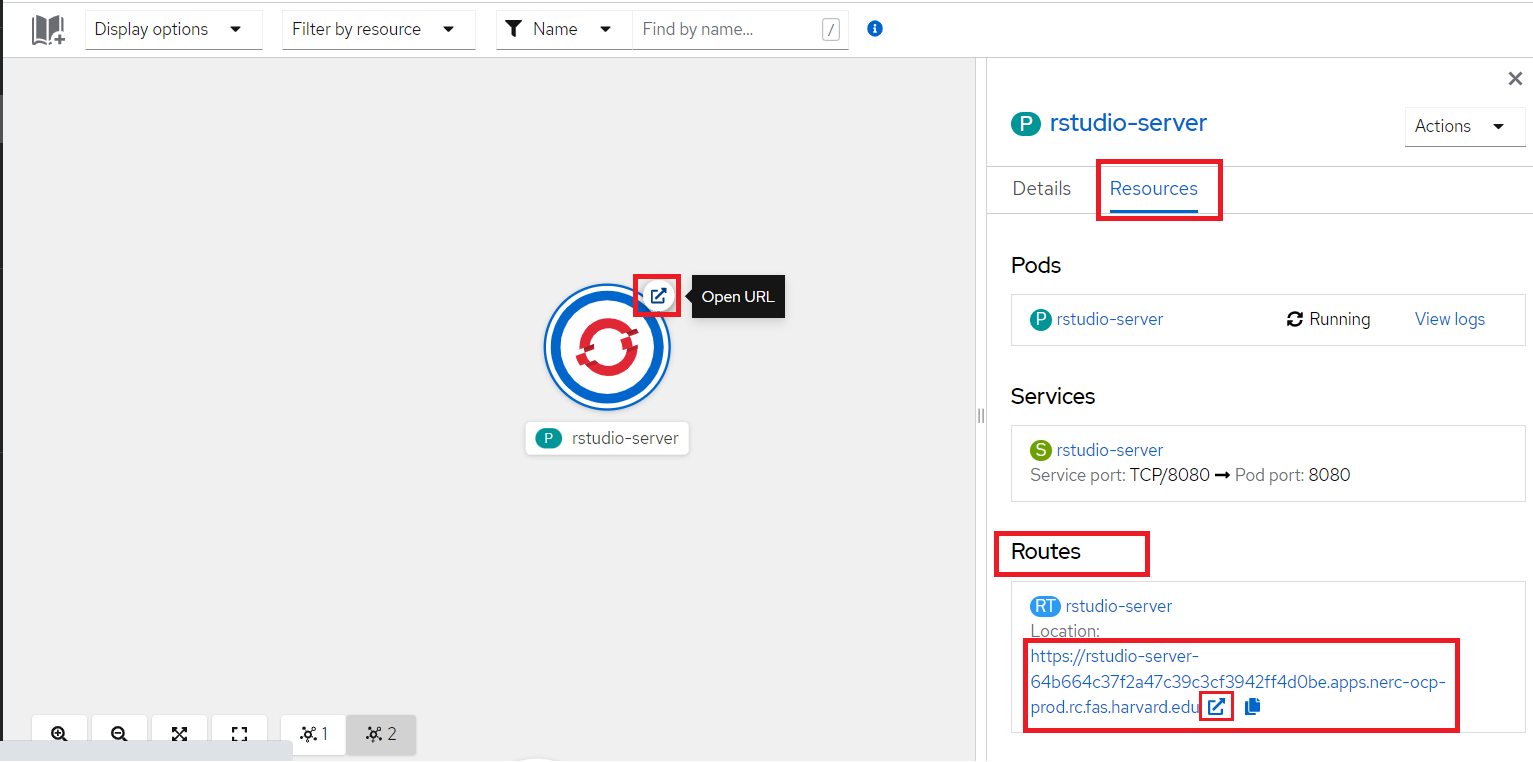 Display options
Filter by resource
Name
Find by name...
/
i
P rstudio-server
Actions
Details
Resources
Open URL
P rstudio-server
Pods
P rstudio-server
Running
View logs
Services
S rstudio-server
Service port: TCP/8080 → Pod port: 8080
Routes
RT rstudio-server
Location:
https://rstudio-server-
64b664c37f2a47c39c3cf3942ff4d0be.apps.nerc-ocp-
prod.rc.fas.harvard.edu
1
2